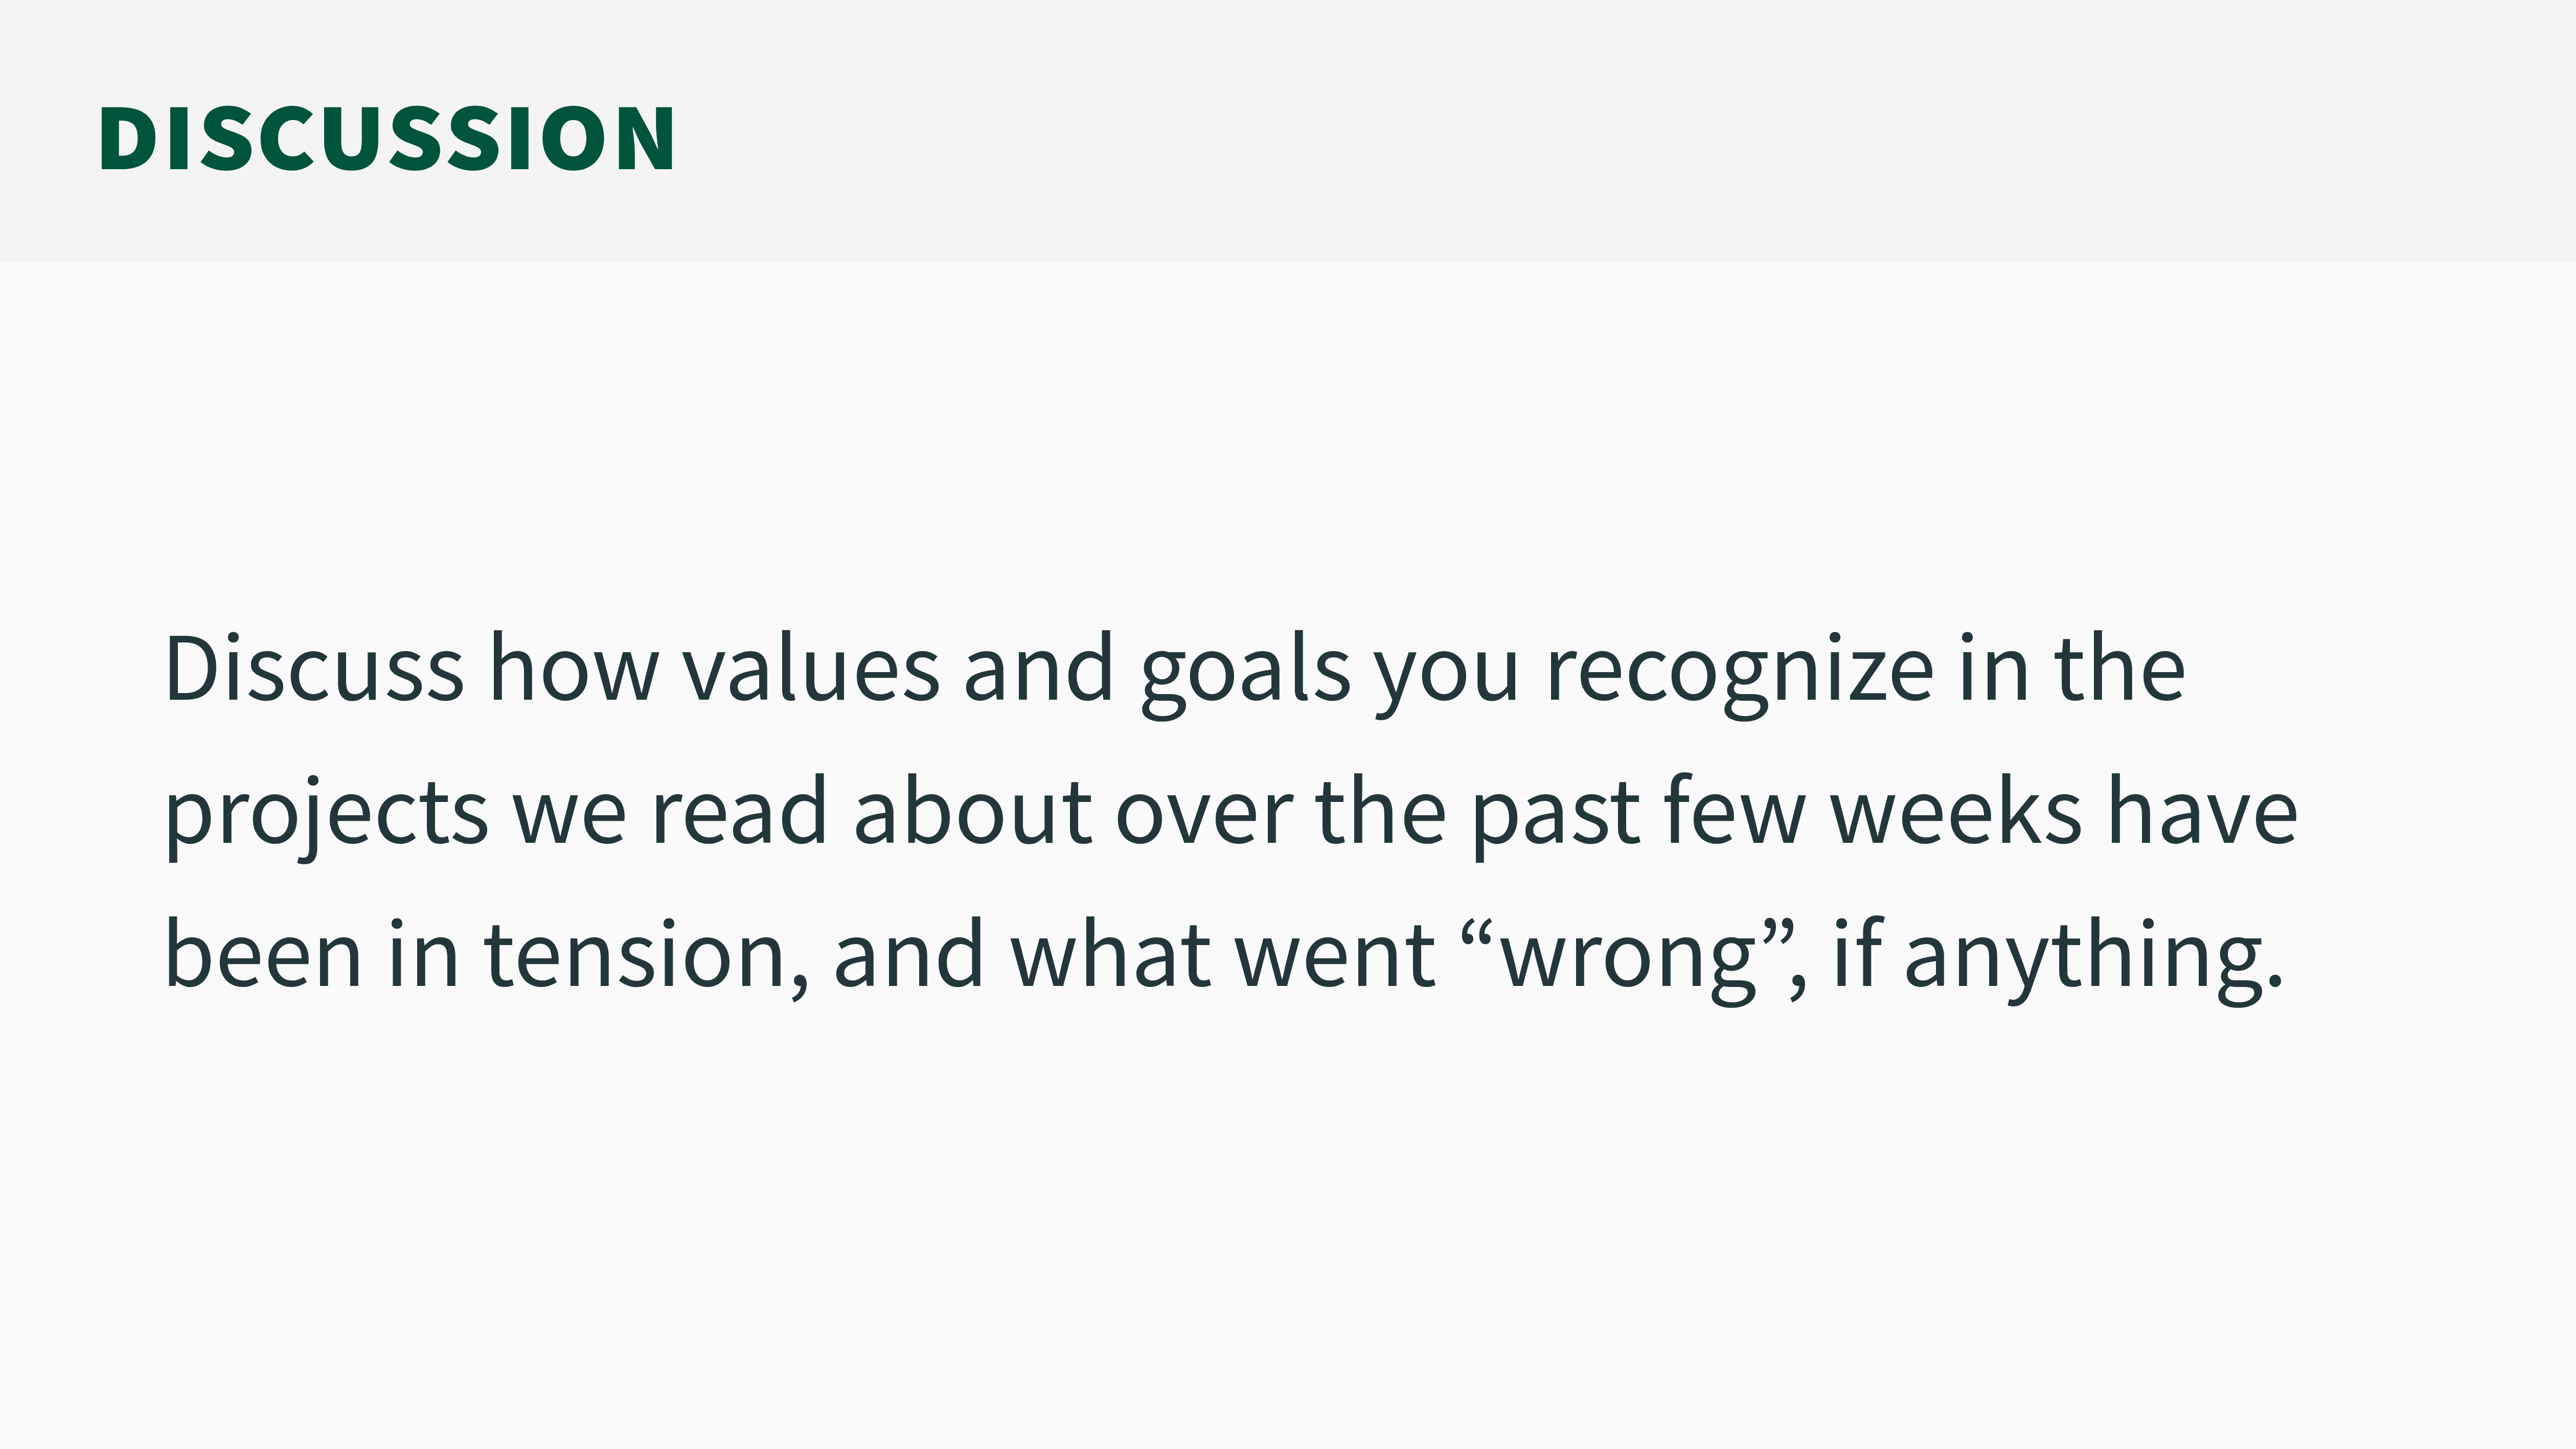 DISCUSSION
Discuss how values and goals you recognize in the
projects we read about over the past few weeks have
been in tension, and what went “wrong”, if anything.